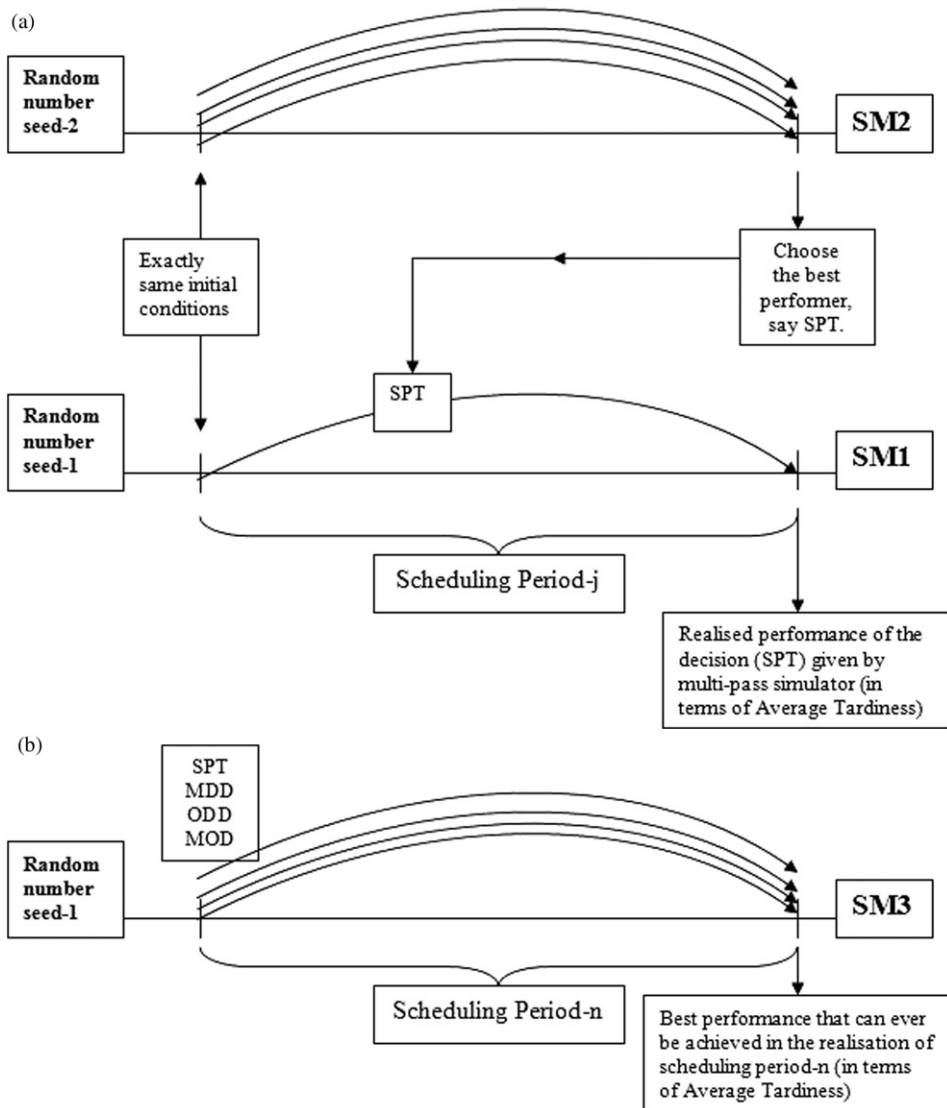 (a)
Random
number
seed-2
SM2
Exactly
same initial
conditions
Choose
the best
performer,
say SPT.
SPT
Random
number
seed-1
SM1
Scheduling Period-j
Realised performance of the
decision (SPT) given by
multi-pass simulator (in
terms of Average Tardiness)
(b)
SPT
MDD
ODD
MOD
Random
number
seed-1
SM3
Scheduling Period-n
Best performance that can ever
be achieved in the realisation of
scheduling period-n (in terms
of Average Tardiness)